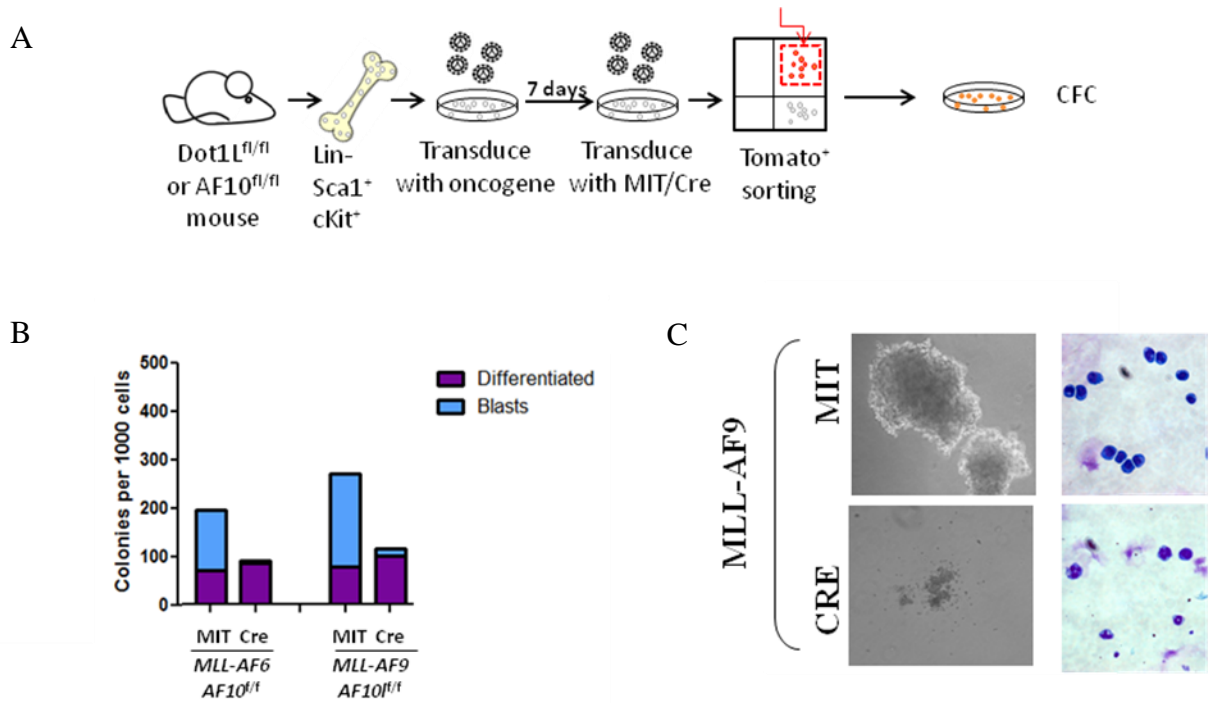 A
Dot1L^fl/fl
or AF10^fl/fl
mouse
Lin-
Sca1⁺
cKit⁺
Transduce
with oncogene
7 days
Transduce
with MIT/Cre
Tomato⁺
sorting
CFC
B
Colonies per 1000 cells
500
400
300
200
100
0
Differentiated
Blasts
MIT Cre
MLL-AF6
AF10^f/f
MIT Cre
MLL-AF9
AF10l^f/f
C
MLL-AF9
MIT
CRE